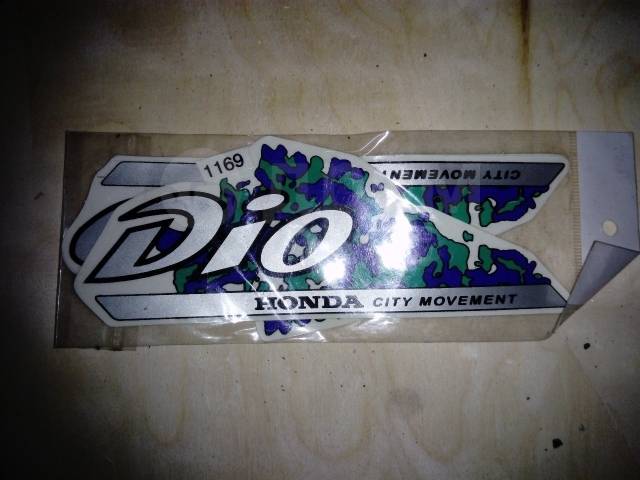 1169
CITY MOVEMENT
Dio
HONDA CITY MOVEMENT